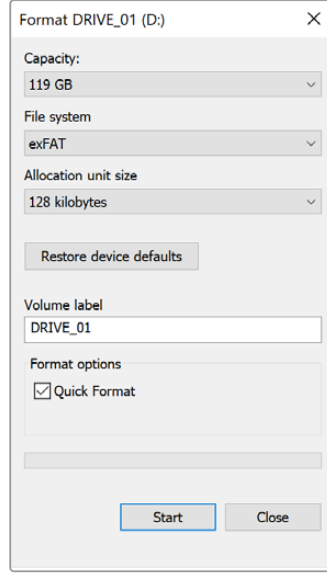 Format DRIVE_01 (D:)
Capacity:
119 GB
File system
exFAT
Allocation unit size
128 kilobytes
Restore device defaults
Volume label
DRIVE_01
Format options
Quick Format
Start Close